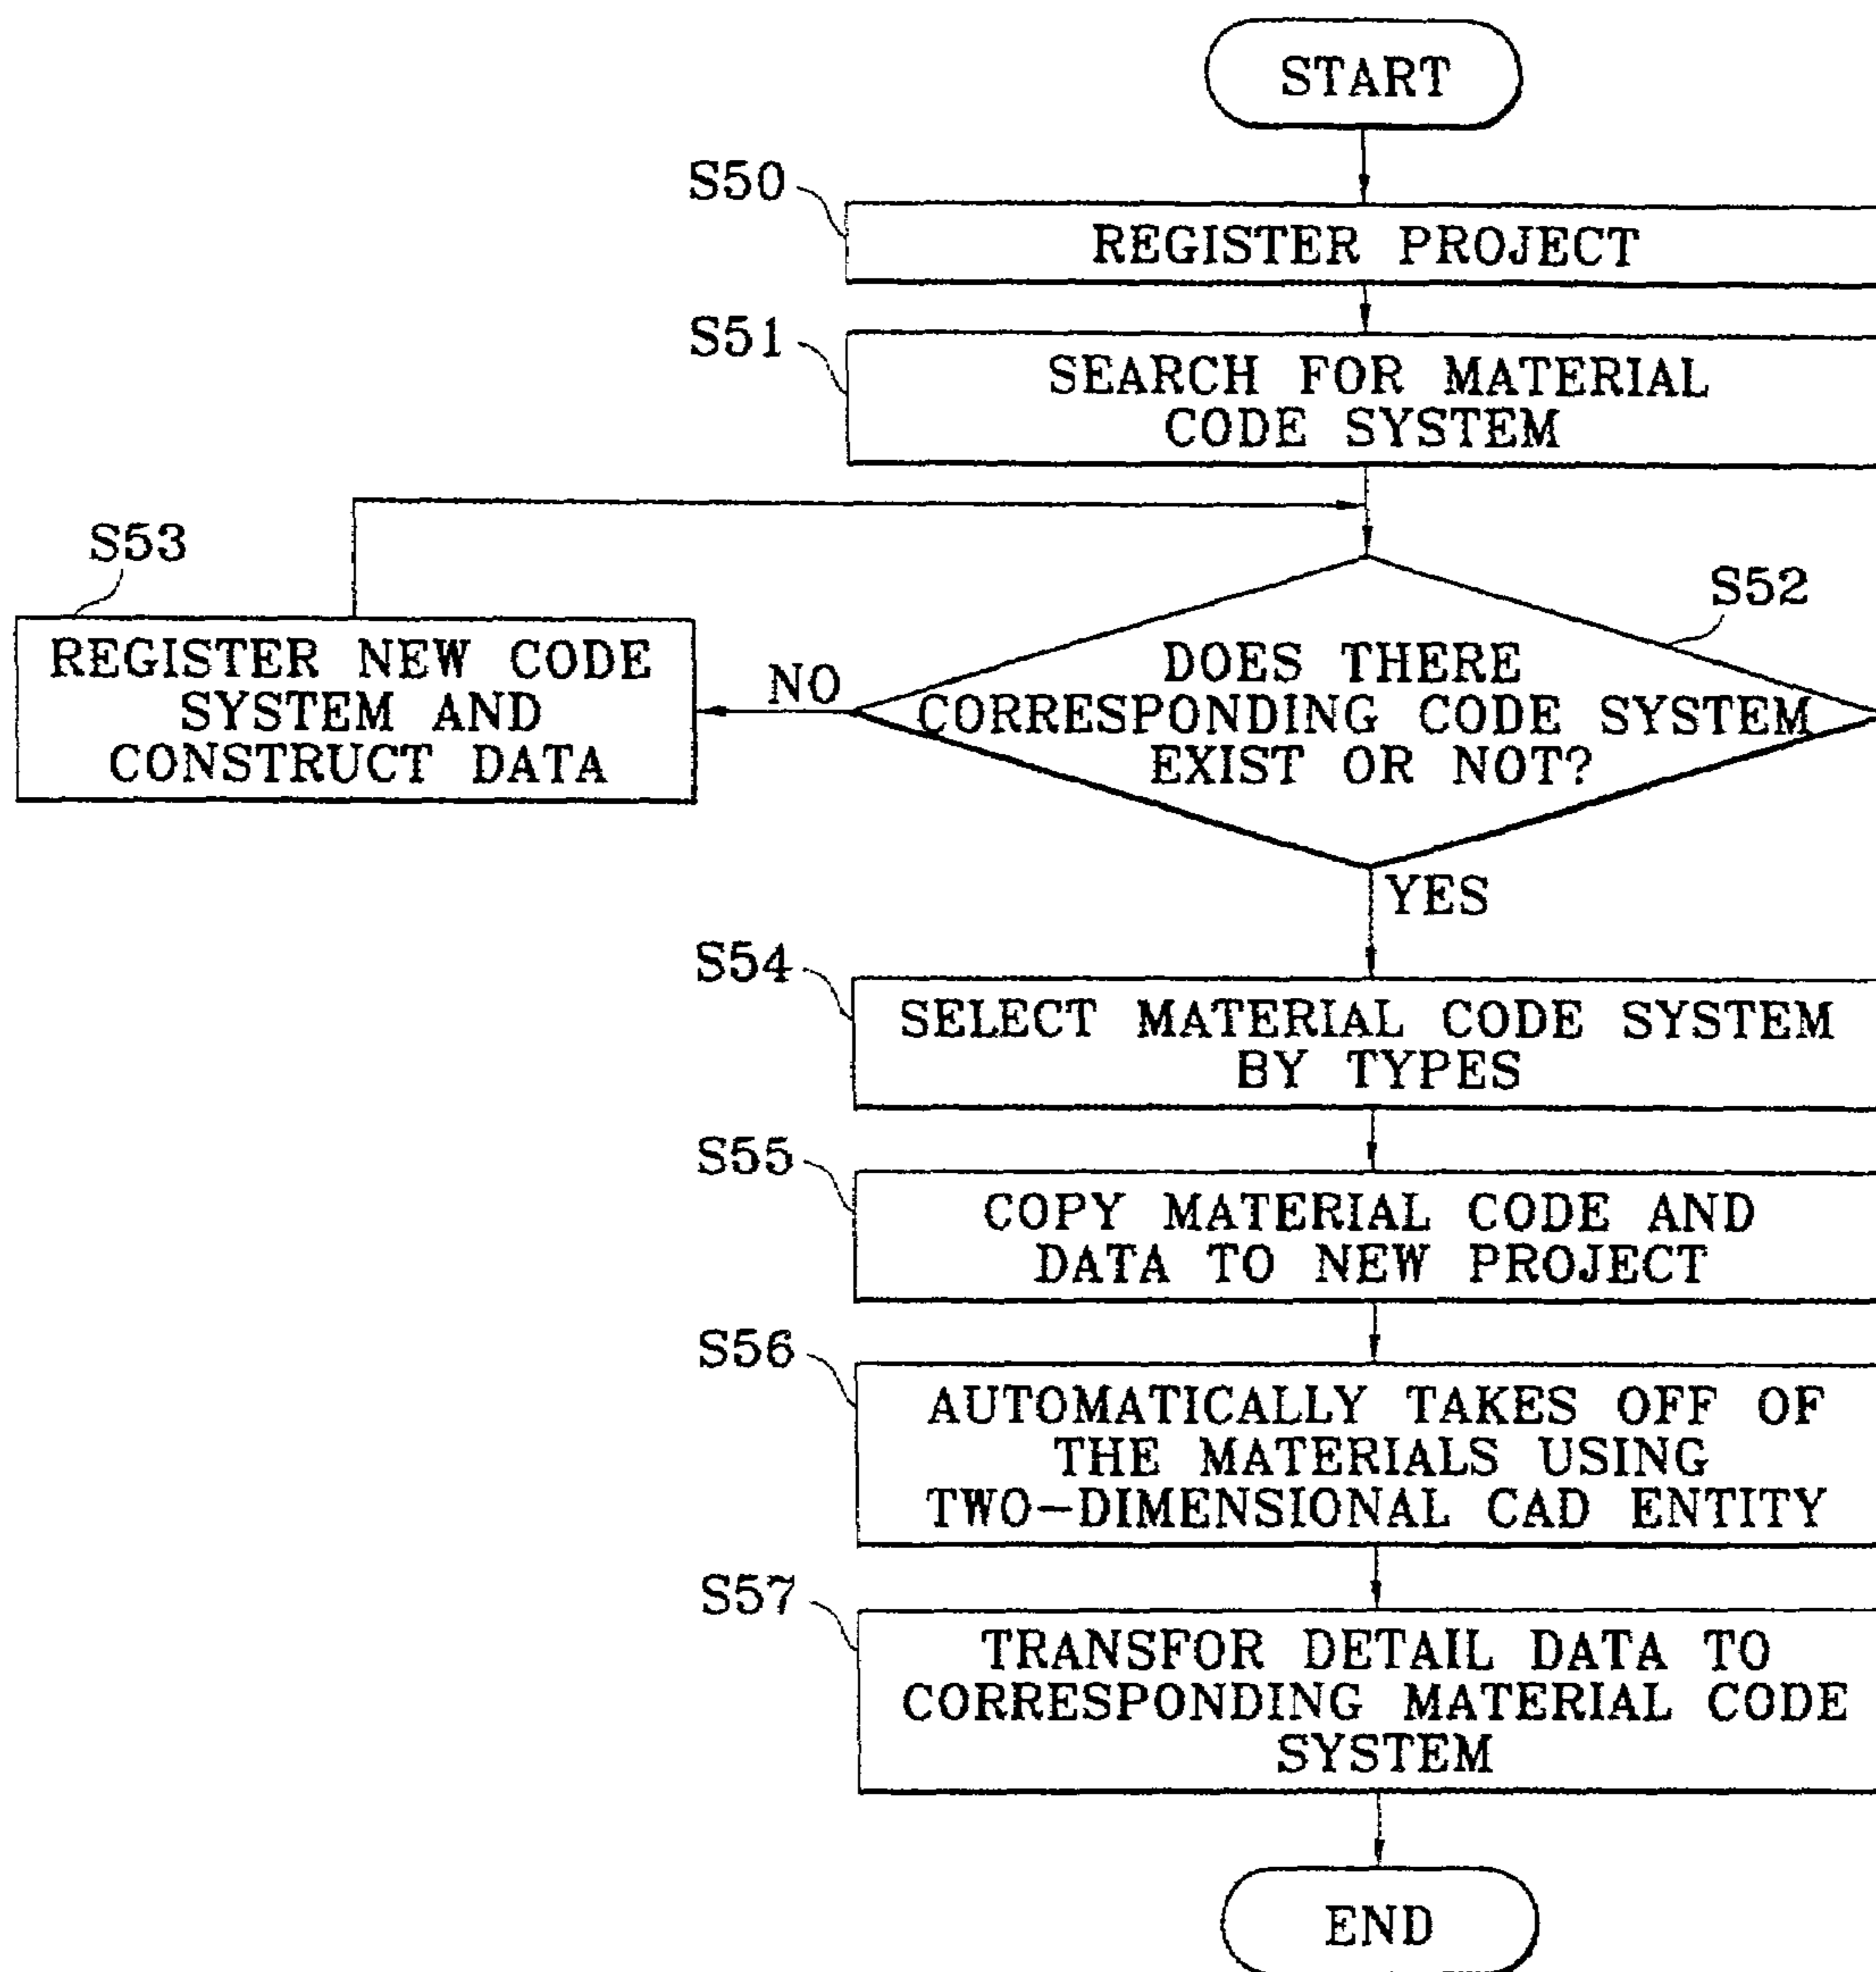 START
S50
REGISTER PROJECT
S51
SEARCH FOR MATERIAL
CODE SYSTEM
S53
REGISTER NEW CODE
SYSTEM AND
CONSTRUCT DATA
NO
S52
DOES THERE
CORRESPONDING CODE SYSTEM
EXIST OR NOT?
YES
S54
SELECT MATERIAL CODE SYSTEM
BY TYPES
S55
COPY MATERIAL CODE AND
DATA TO NEW PROJECT
S56
AUTOMATICALLY TAKES OFF OF
THE MATERIALS USING
TWO-DIMENSIONAL CAD ENTITY
S57
TRANSFOR DETAIL DATA TO
CORRESPONDING MATERIAL CODE
SYSTEM
END